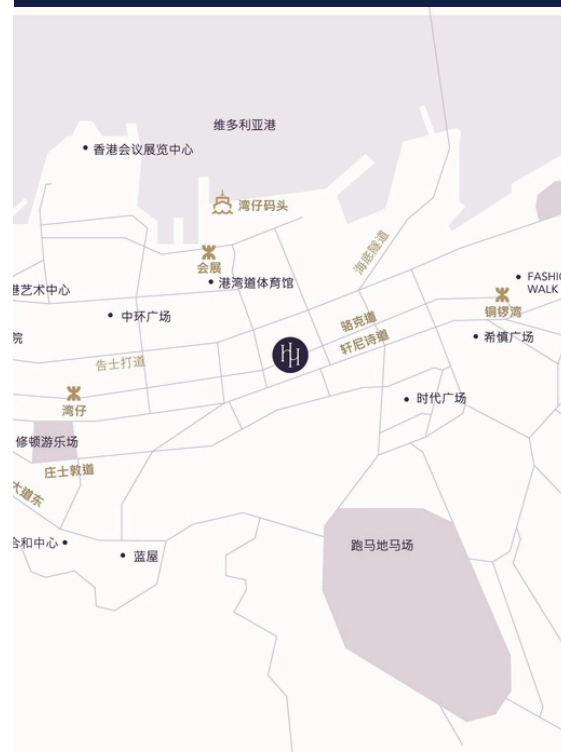 维多利亚港
香港会议展览中心
湾仔码头
海底隧道
会展
港湾道体育馆
FASHI
WALK
港艺术中心
铜锣湾
中环广场
骆克道
院
轩尼诗道
希慎广场
HH
告士打道
湾仔
时代广场
修顿游乐场
庄士敦道
大道东
合和中心
跑马地马场
蓝屋